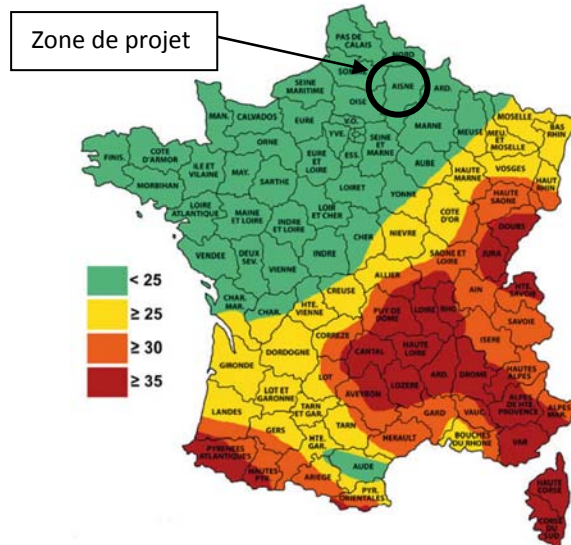 Zone de projet
PAS DE
CALAIS
NORD
AISNE
ARD.
SEINE
MARITIME
OISE
MAN.
CALVADOS
EURE
V.O.
YVE.
ESS.
SEINE
ET
MARNE
MARNE
MEUSE
MOSELLE
MEU.
ET
MOSELLE
BAS
RHIN
ORNE
EURE
ET
LOIR
AUBE
HAUTE
MARNE
VOSGES
HAUT
RHIN
FINIS.
COTE
D'ARMOR
ILE ET
VILAINE
MAY.
SARTHE
LOIRET
YONNE
HAUTE
SAONE
MORBIHAN
LOIRE
ATLANTIQUE
MAINE
ET LOIRE
INDRE
ET LOIRE
LOIR
ET CHER
CHER
NIEVRE
COTE
D'OR
DOUBS
JURA
VENDEE
DEUX
SEV.
VIENNE
INDRE
ALLIER
SAONE ET
LOIRE
AIN
HTE.
SAVOIE
CHAR.
MAR.
CHAR.
HTE.
VIENNE
CREUSE
PUY DE
DOME
LOIRE
RHO.
SAVOIE
ISERE
CORREZE
CANTAL
HAUTE
LOIRE
DORDOGNE
GIRONDE
LOT
LOT ET
GARONNE
AVEYRON
LOZERE
ARD.
DROME
HAUTES
ALPES
LANDES
TARN
ET GAR.
TARN
GARD
VAUC.
ALPES
DE HTE.
PROVENCE
ALPES
MAR.
GERS
HTE.
GAR.
HERAULT
BOUCHES
DU RHONE
VAR
PYRENEES
ATLANTIQUES
HAUTES
ARIEGE
AUDE
PYR.
ORIENTALES
HAUTE
CORSE
CORSE
DU
SUD
< 25
≥ 25
≥ 30
≥ 35